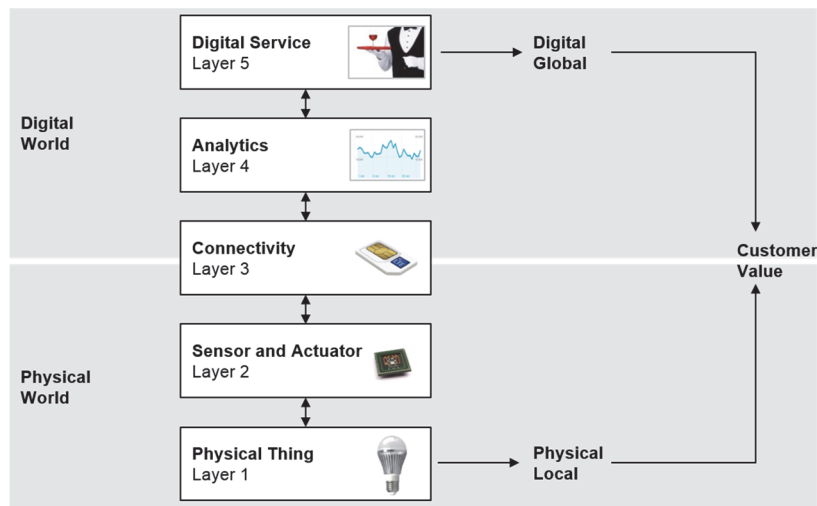 Digital Service
Layer 5
Digital
Global
Digital
World
Analytics
Layer 4
Connectivity
Layer 3
Customer
Value
Sensor and Actuator
Layer 2
Physical
World
Physical Thing
Layer 1
Physical
Local